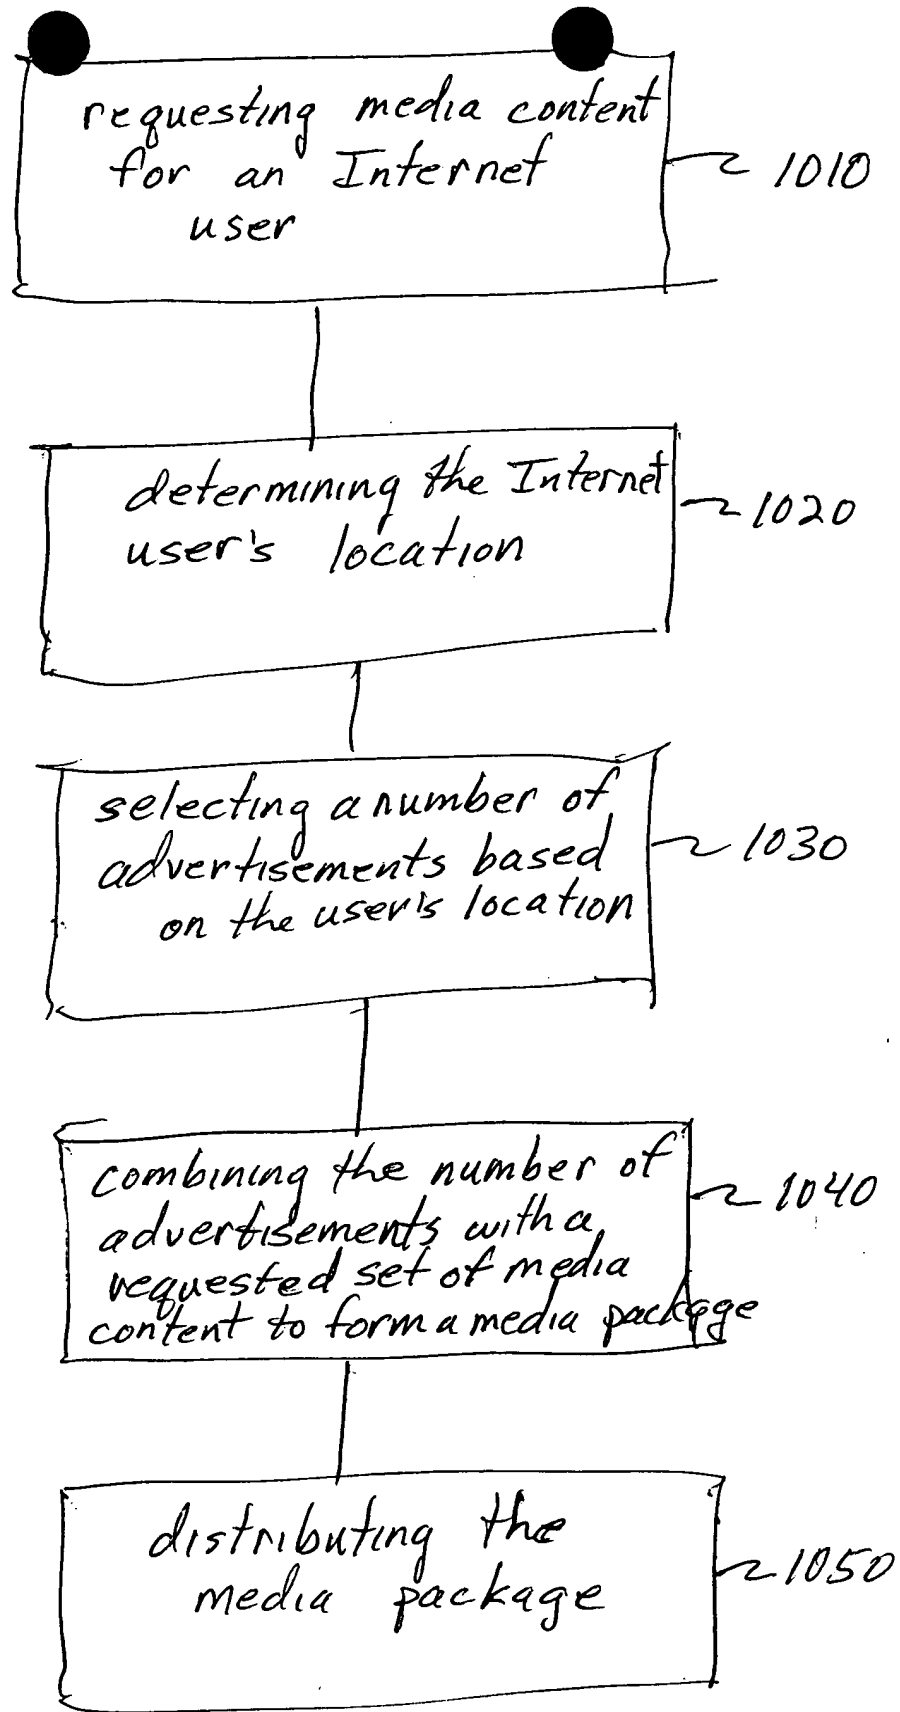 requesting media content
for an Internet
user
1010
determining the Internet
user's location
1020
selecting a number of
advertisements based
on the user's location
1030
combining the number of
advertisements with a
requested set of media
content to form a media package
1040
distributing the
media package
1050